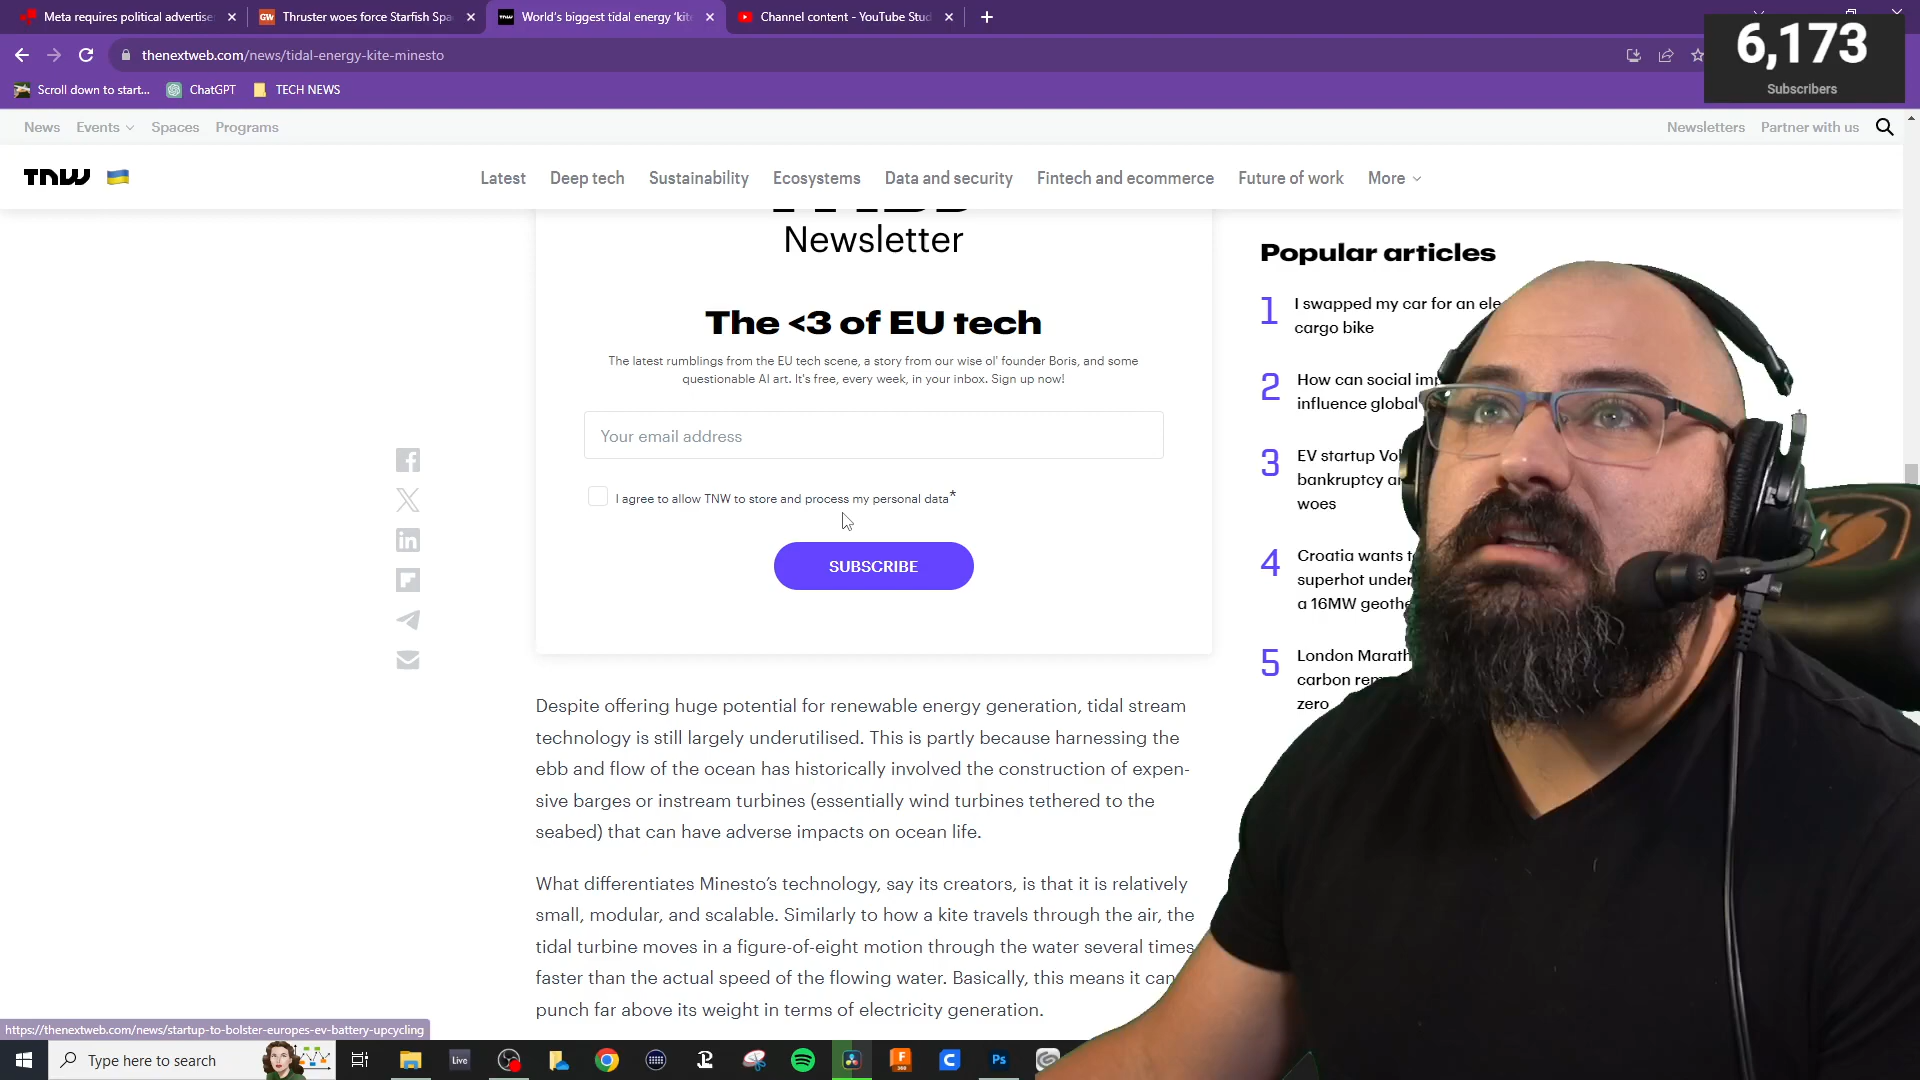 Meta requires political advertise
Thruster woes force Starfish Spa
World's biggest tidal energy 'kit
Channel content - YouTube Stud
thenextweb.com/news/tidal-energy-kite-minesto
Scroll down to start...
ChatGPT
TECH NEWS
6,173
Subscribers
News
Events
Spaces
Programs
Newsletters
Partner with us
TNW
Latest
Deep tech
Sustainability
Ecosystems
Data and security
Fintech and ecommerce
Future of work
More
Newsletter
The <3 of EU tech
The latest rumblings from the EU tech scene, a story from our wise ol' founder Boris, and some
questionable AI art. It's free, every week, in your inbox. Sign up now!
Your email address
I agree to allow TNW to store and process my personal data*
SUBSCRIBE
Despite offering huge potential for renewable energy generation, tidal stream
technology is still largely underutilised. This is partly because harnessing the
ebb and flow of the ocean has historically involved the construction of expen-
sive barges or instream turbines (essentially wind turbines tethered to the
seabed) that can have adverse impacts on ocean life.
What differentiates Minesto's technology, say its creators, is that it is relatively
small, modular, and scalable. Similarly to how a kite travels through the air, the
tidal turbine moves in a figure-of-eight motion through the water several times
faster than the actual speed of the flowing water. Basically, this means it can
punch far above its weight in terms of electricity generation.
Popular articles
1 I swapped my car for an ele
cargo bike
2 How can social im
influence global
3 EV startup Vo
bankruptcy a
woes
4 Croatia wants t
superhot under
a 16MW geothe
5 London Marath
carbon rem
zero
https://thenextweb.com/news/startup-to-bolster-europes-ev-battery-upcycling
Type here to search
Live
Ps